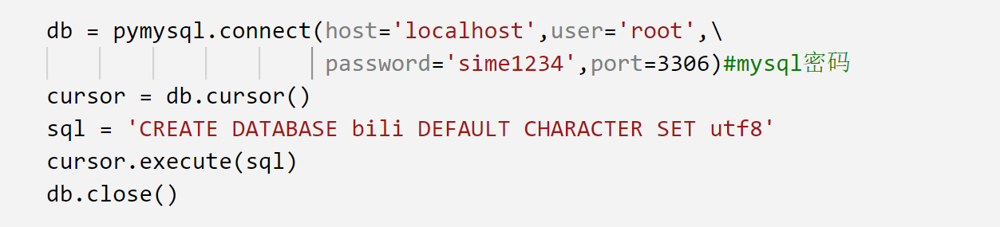 db = pymysql.connect(host='localhost',user='root',\
password='sime1234',port=3306)#mysql密码
cursor = db.cursor()
sql = 'CREATE DATABASE bili DEFAULT CHARACTER SET utf8'
cursor.execute(sql)
db.close()